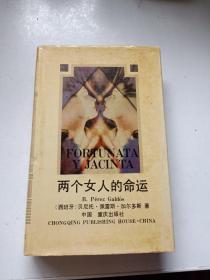 FORTUNATA
Y JACINTA
两个女人的命运
B. Pérez Galdós
〔西班牙〕贝尼托·佩雷斯·加尔多斯 著
中国 重庆出版社
CHONGQING PUBLISHING HOUSE·CHINA